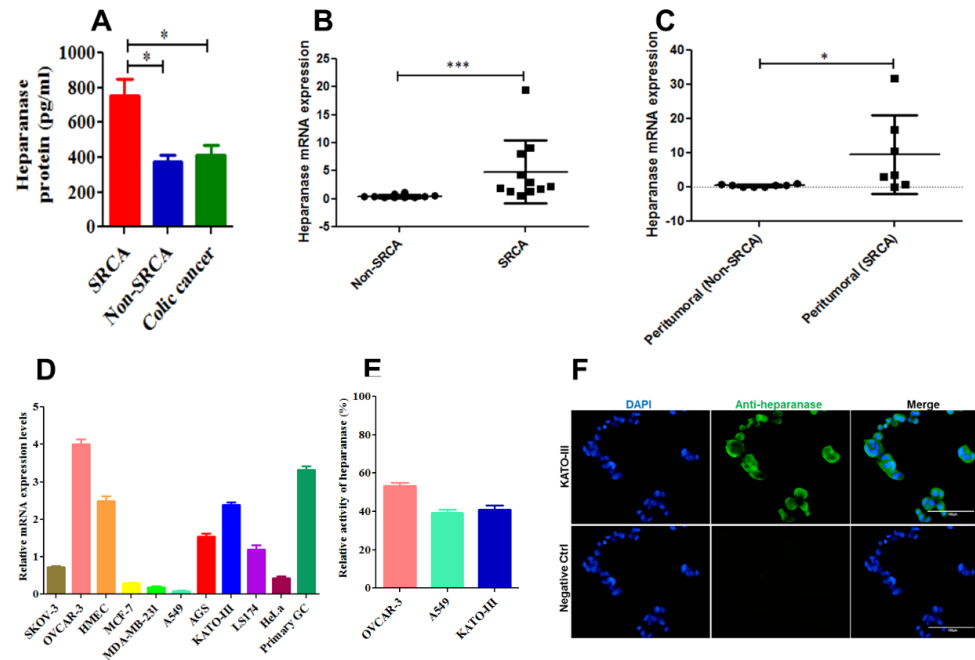 A
Heparanase
protein (pg/ml)
1000
800
600
400
200
0
*
*
SRCA
Non-SRCA
Colic cancer
B
Heparanase mRNA expression
25
20
15
10
5
0
-5
***
Non-SRCA
SRCA
C
Heparanase mRNA expression
40
30
20
10
0
-10
*
Peritumoral (Non-SRCA)
Peritumoral (SRCA)
D
Relative mRNA expression levels
5
4
3
2
1
0
SKOV-3
OVCAR-3
HMEC
MCF-7
MDA-MB-231
A549
AGS
KATO-III
LS174
HeLa
Primary GC
E
Relative activity of heparanase (%)
100
80
60
40
20
0
OVCAR-3
A549
KATO-III
F
DAPI
Anti-heparanase
Merge
KATO-III
Negative Ctrl